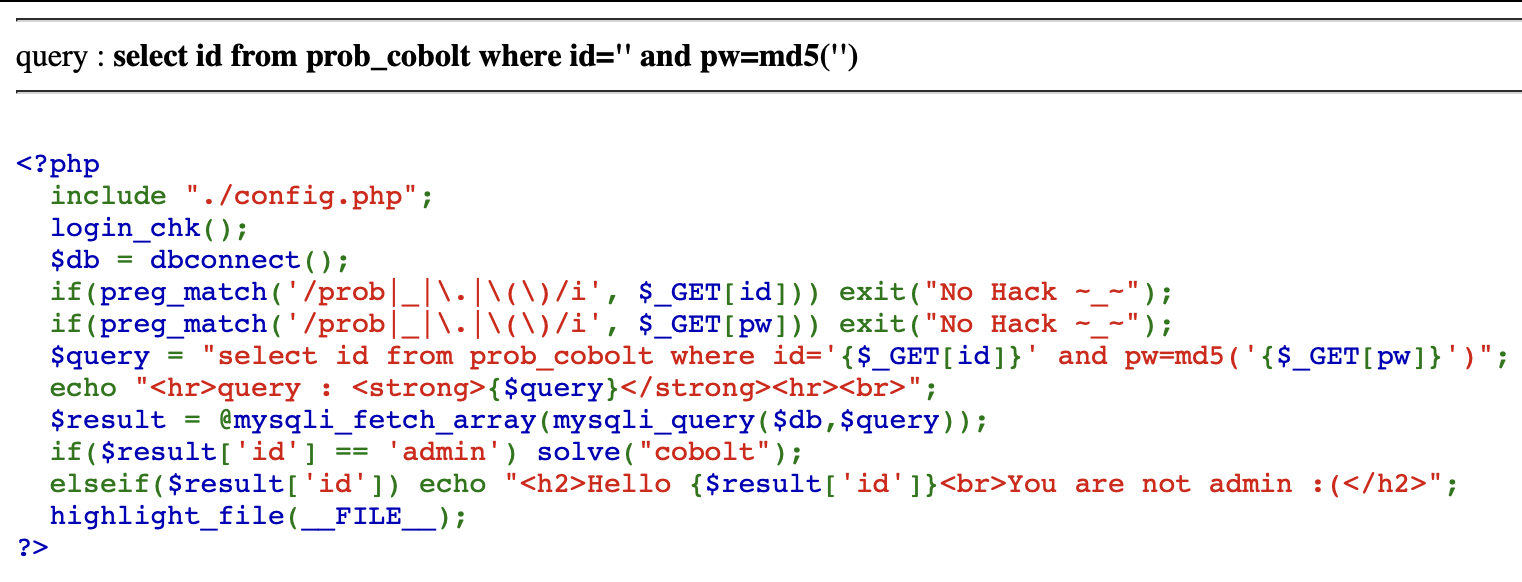 query : select id from prob_cobolt where id='' and pw=md5('')
<?php
  include "./config.php";
  login_chk();
  $db = dbconnect();
  if(preg_match('/prob|_|\.|\(\)/i', $_GET[id])) exit("No Hack ~_~");
  if(preg_match('/prob|_|\.|\(\)/i', $_GET[pw])) exit("No Hack ~_~");
  $query = "select id from prob_cobolt where id='{$_GET[id]}' and pw=md5('{$_GET[pw]}')";
  echo "<hr>query : <strong>{$query}</strong><hr><br>";
  $result = @mysqli_fetch_array(mysqli_query($db,$query));
  if($result['id'] == 'admin') solve("cobolt");
  elseif($result['id']) echo "<h2>Hello {$result['id']}<br>You are not admin :(</h2>";
  highlight_file(__FILE__);
?>